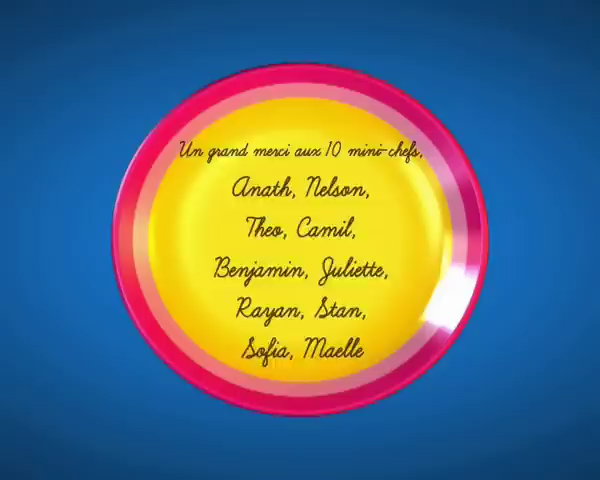 Un grand merci aux 10 mini-chefs,
Anath, Nelson,
Theo, Camil,
Benjamin, Juliette,
Rayan, Stan,
Sofia, Maelle